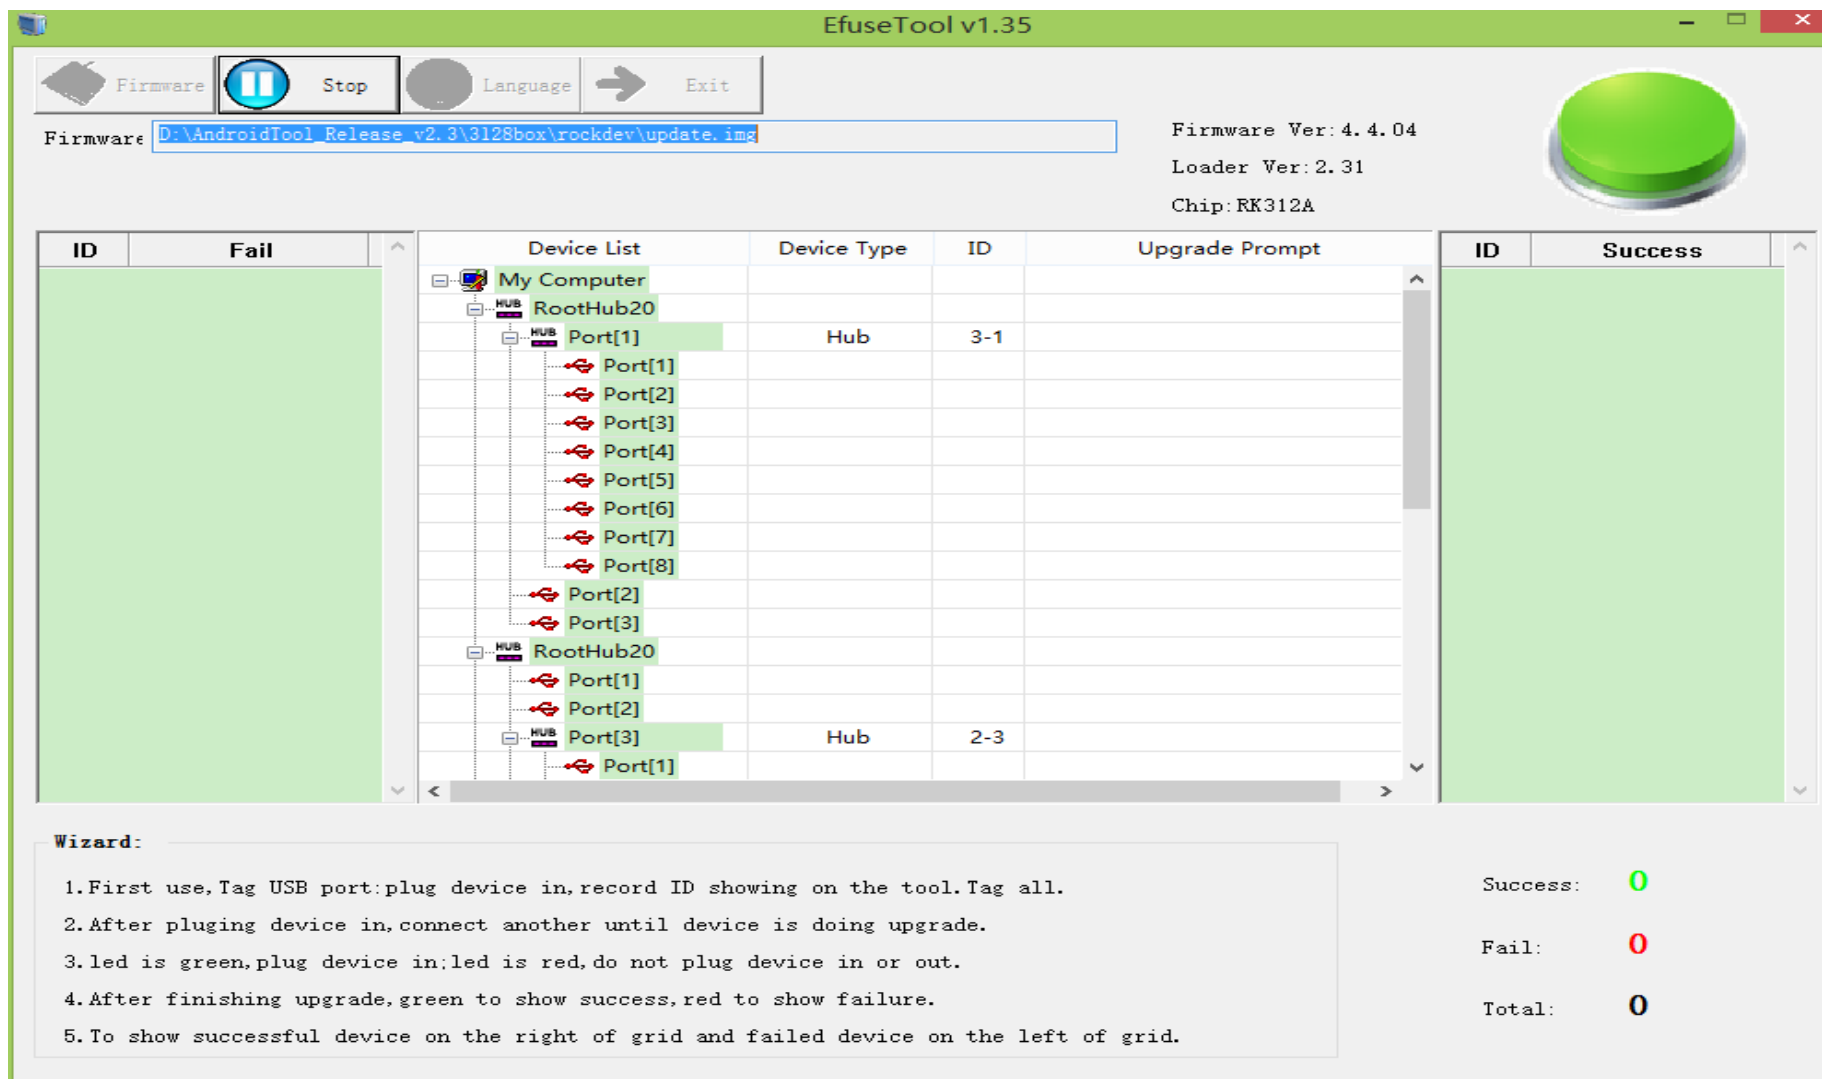 EfuseTool v1.35
Firmware Stop Language Exit
Firmware D:\AndroidTool_Release_v2.3\3128box\rockdev\update.img
Firmware Ver:4.4.04
Loader Ver:2.31
Chip:RK312A
ID Fail Device List Device Type ID Upgrade Prompt ID Success
My Computer
HUB RootHub20
HUB Port[1] Hub 3-1
Port[1]
Port[2]
Port[3]
Port[4]
Port[5]
Port[6]
Port[7]
Port[8]
Port[2]
Port[3]
HUB RootHub20
Port[1]
Port[2]
HUB Port[3] Hub 2-3
Port[1]
Wizard:
1.First use,Tag USB port:plug device in,record ID showing on the tool.Tag all.
2.After pluging device in,connect another until device is doing upgrade.
3.led is green,plug device in;led is red,do not plug device in or out.
4.After finishing upgrade,green to show success,red to show failure.
5.To show successful device on the right of grid and failed device on the left of grid.
Success: 0
Fail: 0
Total: 0